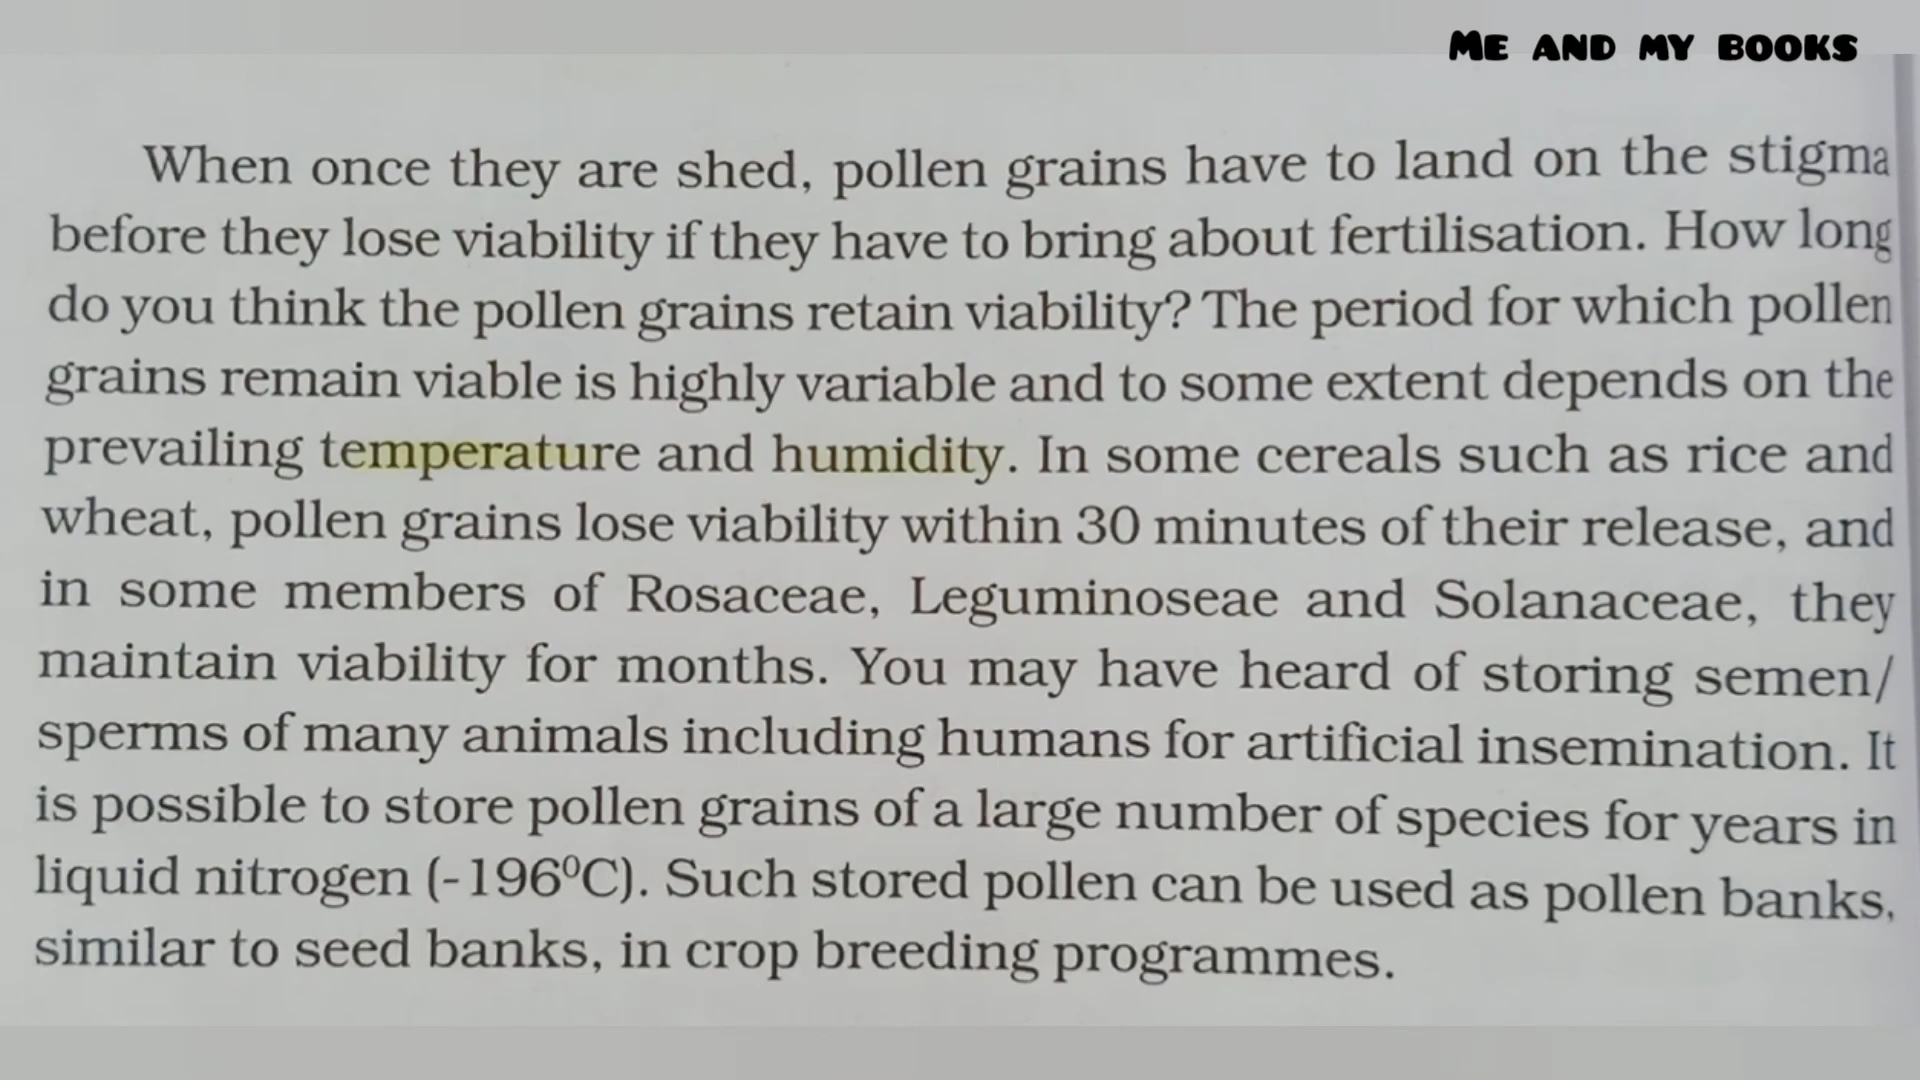 ME AND MY BOOKS
When once they are shed, pollen grains have to land on the stigma
before they lose viability if they have to bring about fertilisation. How long
do you think the pollen grains retain viability? The period for which pollen
grains remain viable is highly variable and to some extent depends on the
prevailing temperature and humidity. In some cereals such as rice and
wheat, pollen grains lose viability within 30 minutes of their release, and
in some members of Rosaceae, Leguminoseae and Solanaceae, they
maintain viability for months. You may have heard of storing semen/
sperms of many animals including humans for artificial insemination. It
is possible to store pollen grains of a large number of species for years in
liquid nitrogen (-196⁰C). Such stored pollen can be used as pollen banks,
similar to seed banks, in crop breeding programmes.